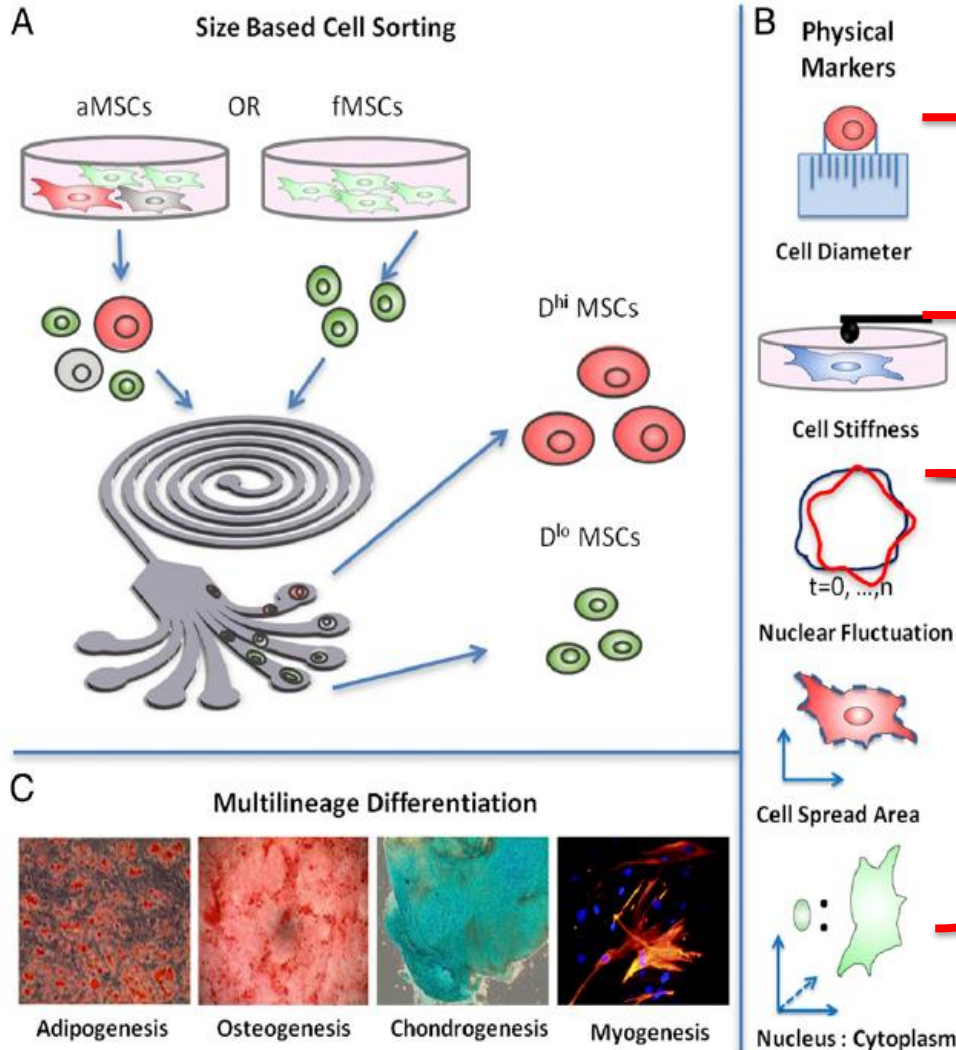 A
Size Based Cell Sorting
aMSCs OR fMSCs
D^hi MSCs
D^lo MSCs
B
Physical
Markers
Cell Diameter
Cell Stiffness
t=0, ...,n
Nuclear Fluctuation
Cell Spread Area
:
Nucleus : Cytoplasm
C
Multilineage Differentiation
Adipogenesis Osteogenesis Chondrogenesis Myogenesis